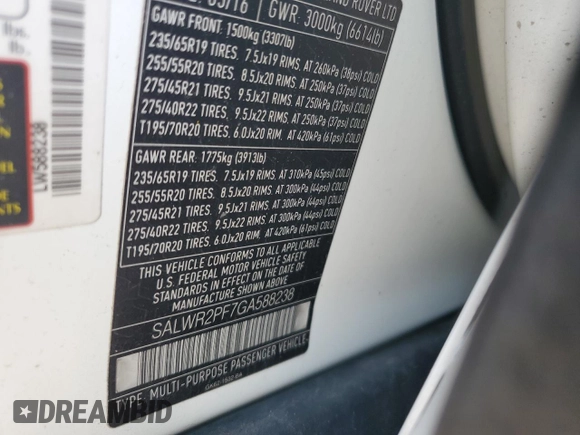 05/16
ROVER LTD
GWR: 3000kg (6614lb)
GAWR FRONT: 1500kg (3307lb)
235/65R19 TIRES, 7.5Jx19 RIMS. AT 260kPa (38psi) COLD
255/55R20 TIRES, 8.5Jx20 RIMS. AT 250kPa (37psi) COLD
275/45R21 TIRES, 9.5Jx21 RIMS. AT 250kPa (37psi) COLD
275/40R22 TIRES, 9.5Jx22 RIMS. AT 250kPa (37psi) COLD
T195/70R20 TIRES, 6.0Jx20 RIM. AT 420kPa (61psi) COLD
GAWR REAR: 1775kg (3913lb)
235/65R19 TIRES, 7.5Jx19 RIMS. AT 310kPa (45psi) COLD
255/55R20 TIRES, 8.5Jx20 RIMS. AT 300kPa (44psi) COLD
275/45R21 TIRES, 9.5Jx21 RIMS. AT 300kPa (44psi) COLD
275/40R22 TIRES, 9.5Jx22 RIMS. AT 300kPa (44psi) COLD
T195/70R20 TIRES, 6.0Jx20 RIM. AT 420kPa (61psi) COLD
THIS VEHICLE CONFORMS TO ALL APPLICABLE
U.S. FEDERAL MOTOR VEHICLE SAFETY
STANDARDS IN EFFECT ON THE DATE OF
MANUFACTURE SHOWN ABOVE.
SALWR2PF7GA588238
TYPE: MULTI-PURPOSE PASSENGER VEHICLE
lbs.
lb.
LW588238
DREAMBID